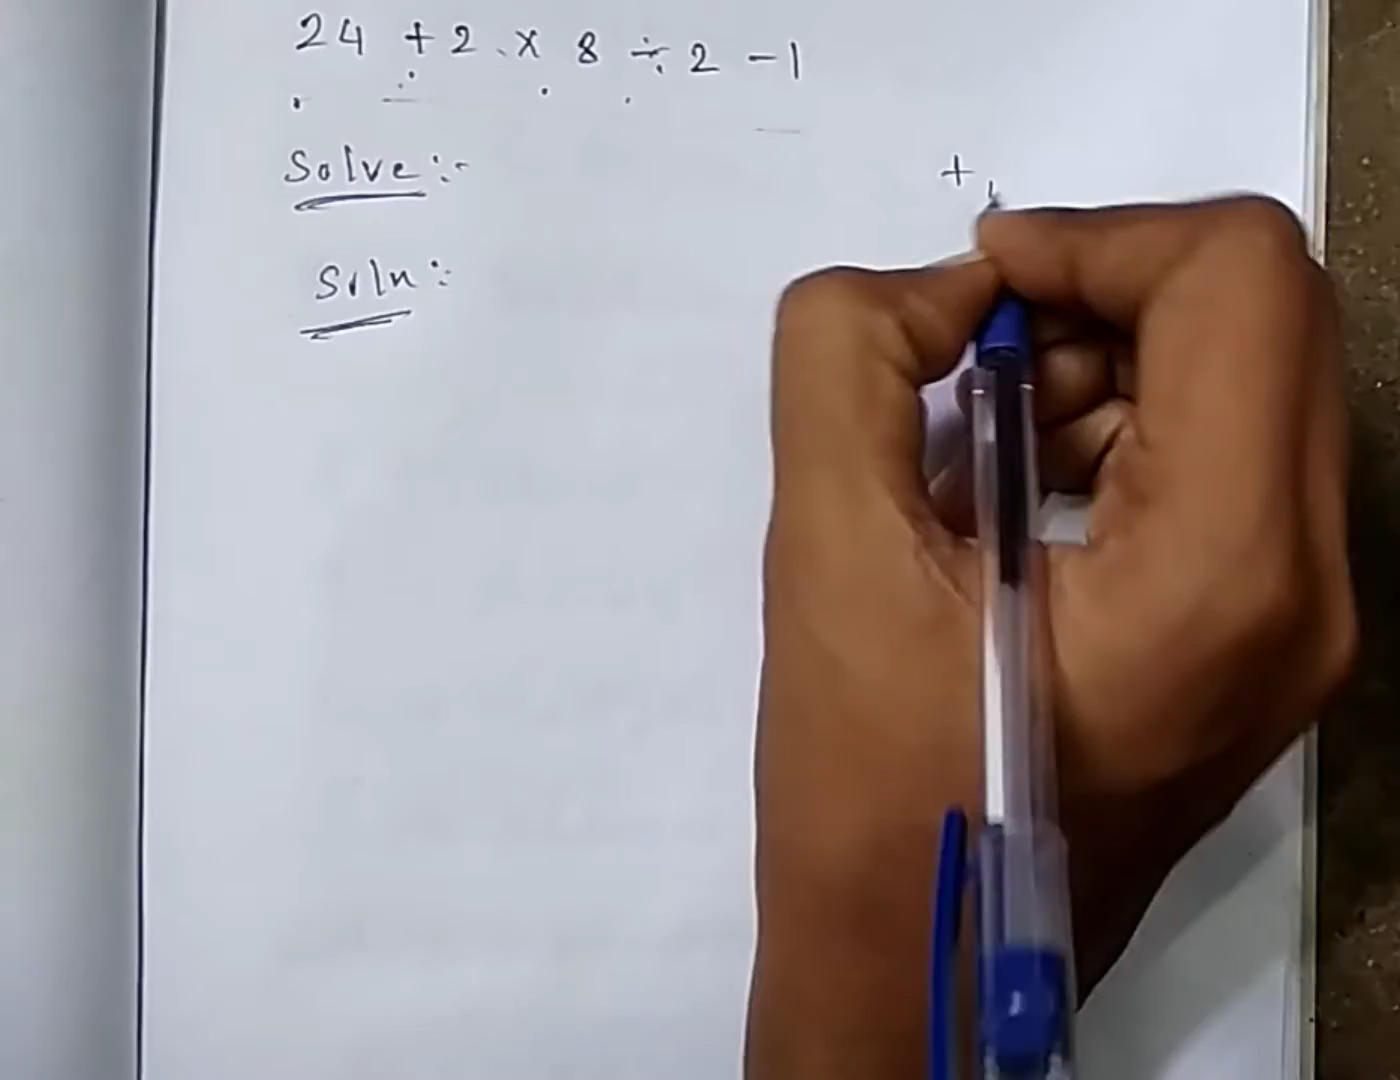 24 + 2 × 8 ÷ 2 - 1
Solve :-
+ ,
Soln :